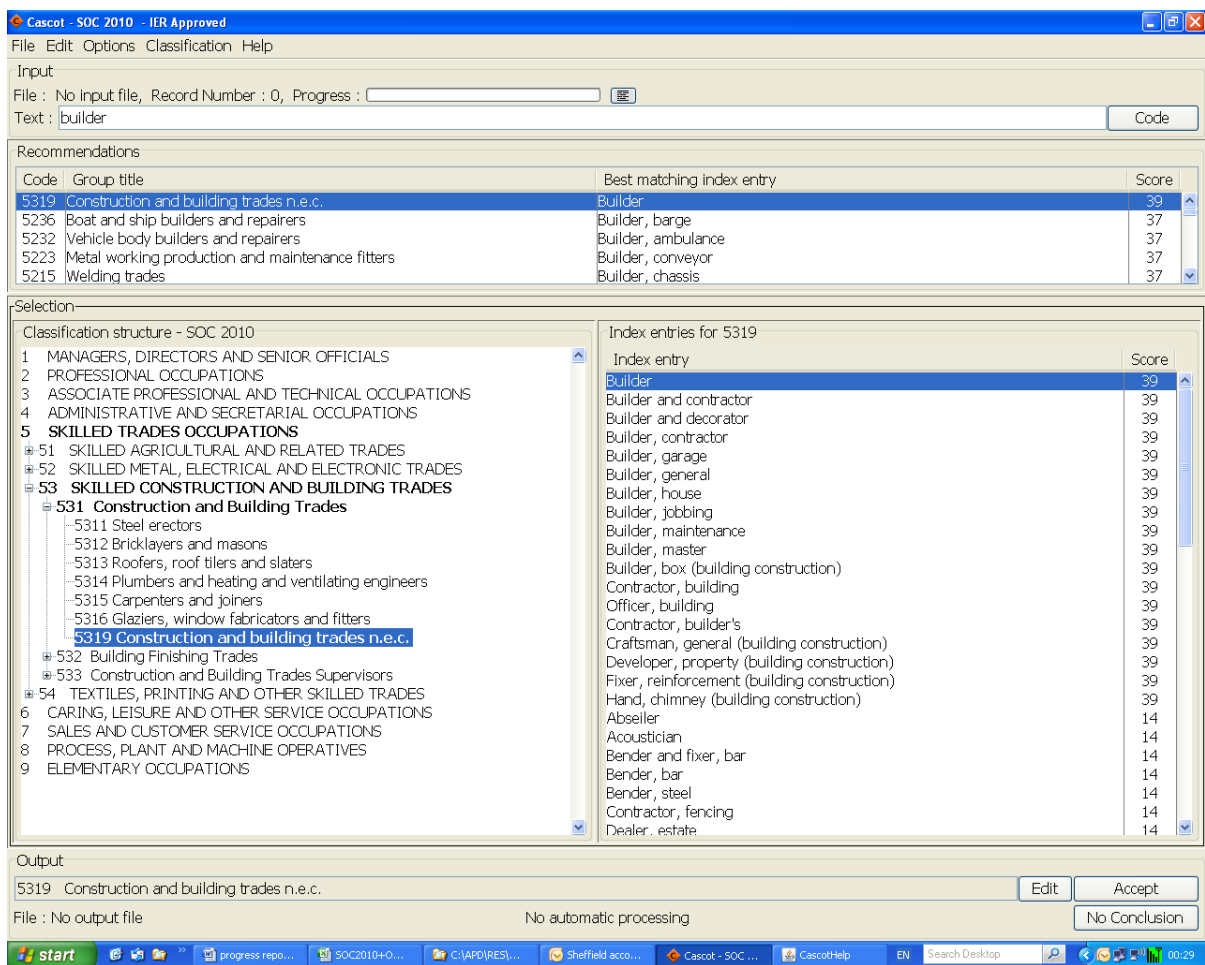 Cascot - SOC 2010 - IER Approved
File Edit Options Classification Help
Input
File : No input file, Record Number : 0, Progress :
Text : builder Code
Recommendations
Code Group title Best matching index entry Score
5319 Construction and building trades n.e.c. Builder 39
5236 Boat and ship builders and repairers Builder, barge 37
5232 Vehicle body builders and repairers Builder, ambulance 37
5223 Metal working production and maintenance fitters Builder, conveyor 37
5215 Welding trades Builder, chassis 37
Selection
Classification structure - SOC 2010
1 MANAGERS, DIRECTORS AND SENIOR OFFICIALS
2 PROFESSIONAL OCCUPATIONS
3 ASSOCIATE PROFESSIONAL AND TECHNICAL OCCUPATIONS
4 ADMINISTRATIVE AND SECRETARIAL OCCUPATIONS
5 SKILLED TRADES OCCUPATIONS
51 SKILLED AGRICULTURAL AND RELATED TRADES
52 SKILLED METAL, ELECTRICAL AND ELECTRONIC TRADES
53 SKILLED CONSTRUCTION AND BUILDING TRADES
531 Construction and Building Trades
5311 Steel erectors
5312 Bricklayers and masons
5313 Roofers, roof tilers and slaters
5314 Plumbers and heating and ventilating engineers
5315 Carpenters and joiners
5316 Glaziers, window fabricators and fitters
5319 Construction and building trades n.e.c.
532 Building Finishing Trades
533 Construction and Building Trades Supervisors
54 TEXTILES, PRINTING AND OTHER SKILLED TRADES
6 CARING, LEISURE AND OTHER SERVICE OCCUPATIONS
7 SALES AND CUSTOMER SERVICE OCCUPATIONS
8 PROCESS, PLANT AND MACHINE OPERATIVES
9 ELEMENTARY OCCUPATIONS
Index entries for 5319
Index entry Score
Builder 39
Builder and contractor 39
Builder and decorator 39
Builder, contractor 39
Builder, garage 39
Builder, general 39
Builder, house 39
Builder, jobbing 39
Builder, maintenance 39
Builder, master 39
Builder, box (building construction) 39
Contractor, building 39
Officer, building 39
Contractor, builder's 39
Craftsman, general (building construction) 39
Developer, property (building construction) 39
Fixer, reinforcement (building construction) 39
Hand, chimney (building construction) 39
Abseiler 14
Acoustician 14
Bender and fixer, bar 14
Bender, bar 14
Bender, steel 14
Contractor, fencing 14
Dealer, estate 14
Output
5319 Construction and building trades n.e.c. Edit Accept
File : No output file No automatic processing No Conclusion
start progress repo... SOC2010+O... C:\APD\RES\... Sheffield acco... Cascot - SOC ... CascotHelp EN Search Desktop 00:29